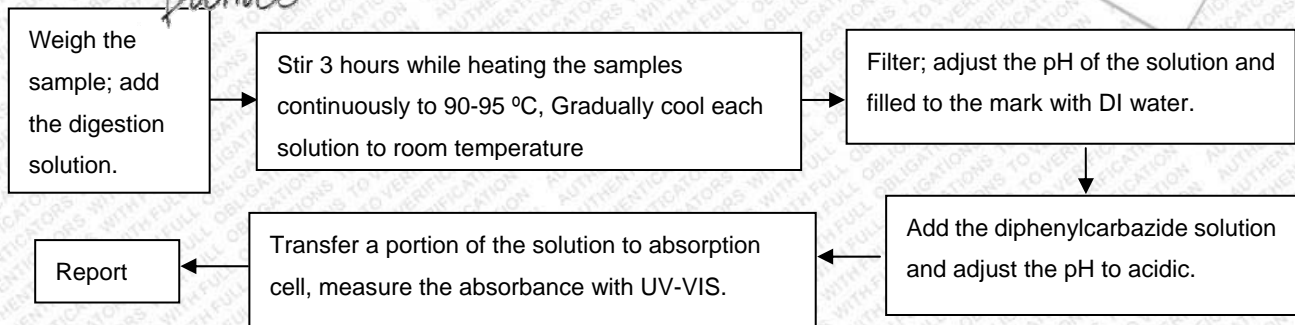 Weigh the
sample; add
the digestion
solution.
Stir 3 hours while heating the samples
continuously to 90-95 ºC, Gradually cool each
solution to room temperature
Filter; adjust the pH of the solution and
filled to the mark with DI water.
Add the diphenylcarbazide solution
and adjust the pH to acidic.
Transfer a portion of the solution to absorption
cell, measure the absorbance with UV-VIS.
Report